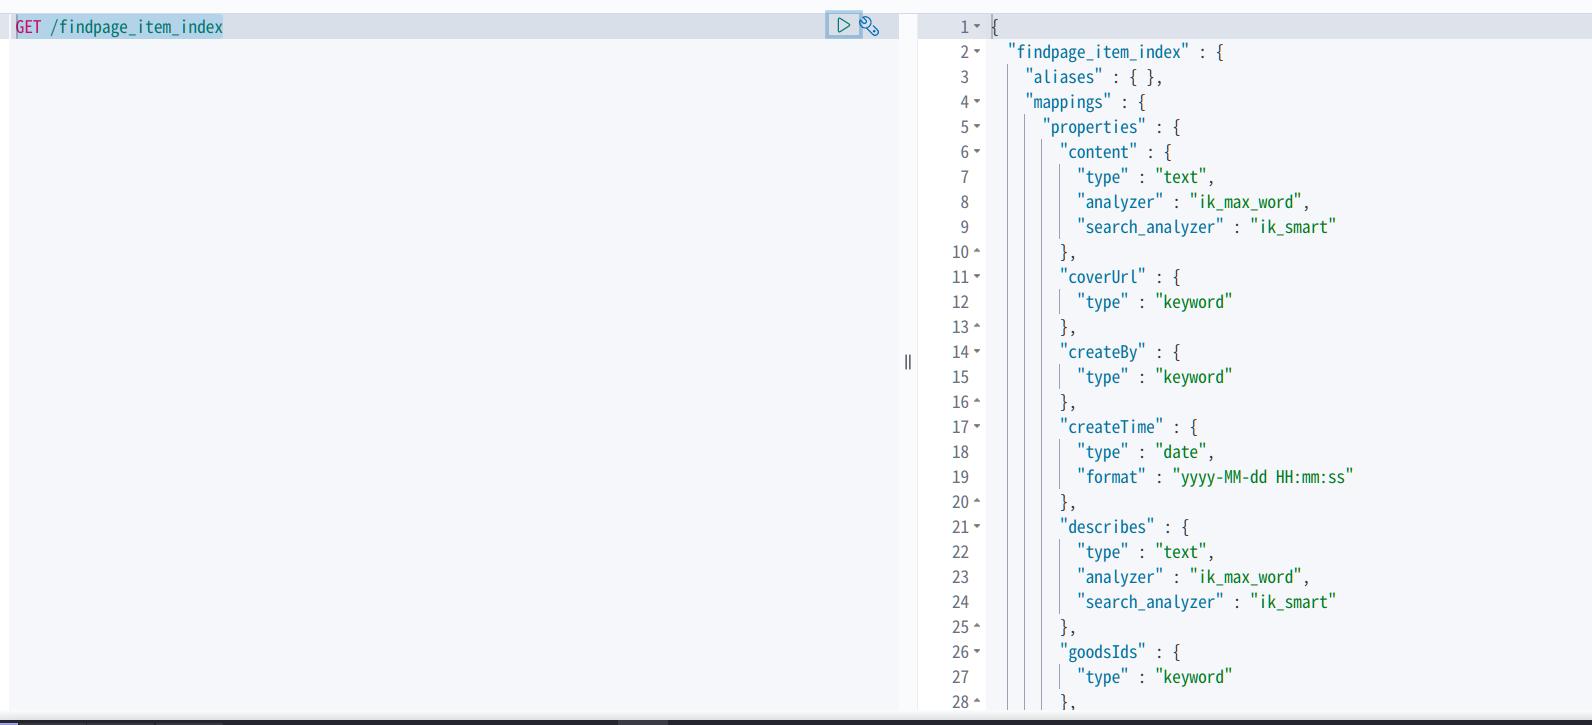 GET /findpage_item_index
1 {
2 "findpage_item_index" : {
3 "aliases" : { },
4 "mappings" : {
5 "properties" : {
6 "content" : {
7 "type" : "text",
8 "analyzer" : "ik_max_word",
9 "search_analyzer" : "ik_smart"
10 },
11 "coverUrl" : {
12 "type" : "keyword"
13 },
14 "createBy" : {
15 "type" : "keyword"
16 },
17 "createTime" : {
18 "type" : "date",
19 "format" : "yyyy-MM-dd HH:mm:ss"
20 },
21 "describes" : {
22 "type" : "text",
23 "analyzer" : "ik_max_word",
24 "search_analyzer" : "ik_smart"
25 },
26 "goodsIds" : {
27 "type" : "keyword"
28 },